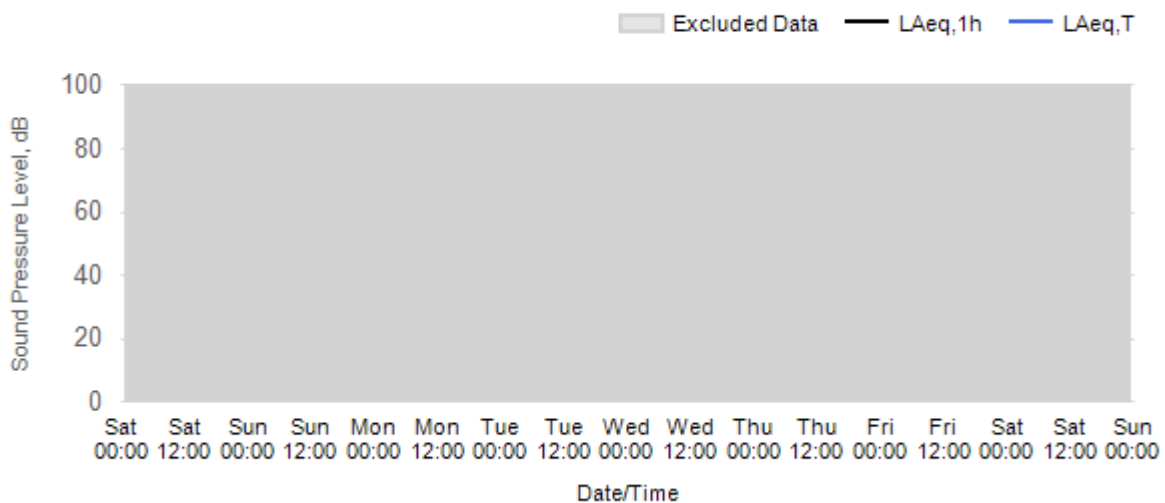 Excluded Data LAeq,1h LAeq,T
Sound Pressure Level, dB
100
80
60
40
20
0
Sat Sat Sun Sun Mon Mon Tue Tue Wed Wed Thu Thu Fri Fri Sat Sat Sun
00:00 12:00 00:00 12:00 00:00 12:00 00:00 12:00 00:00 12:00 00:00 12:00 00:00 12:00 00:00 12:00 00:00
Date/Time